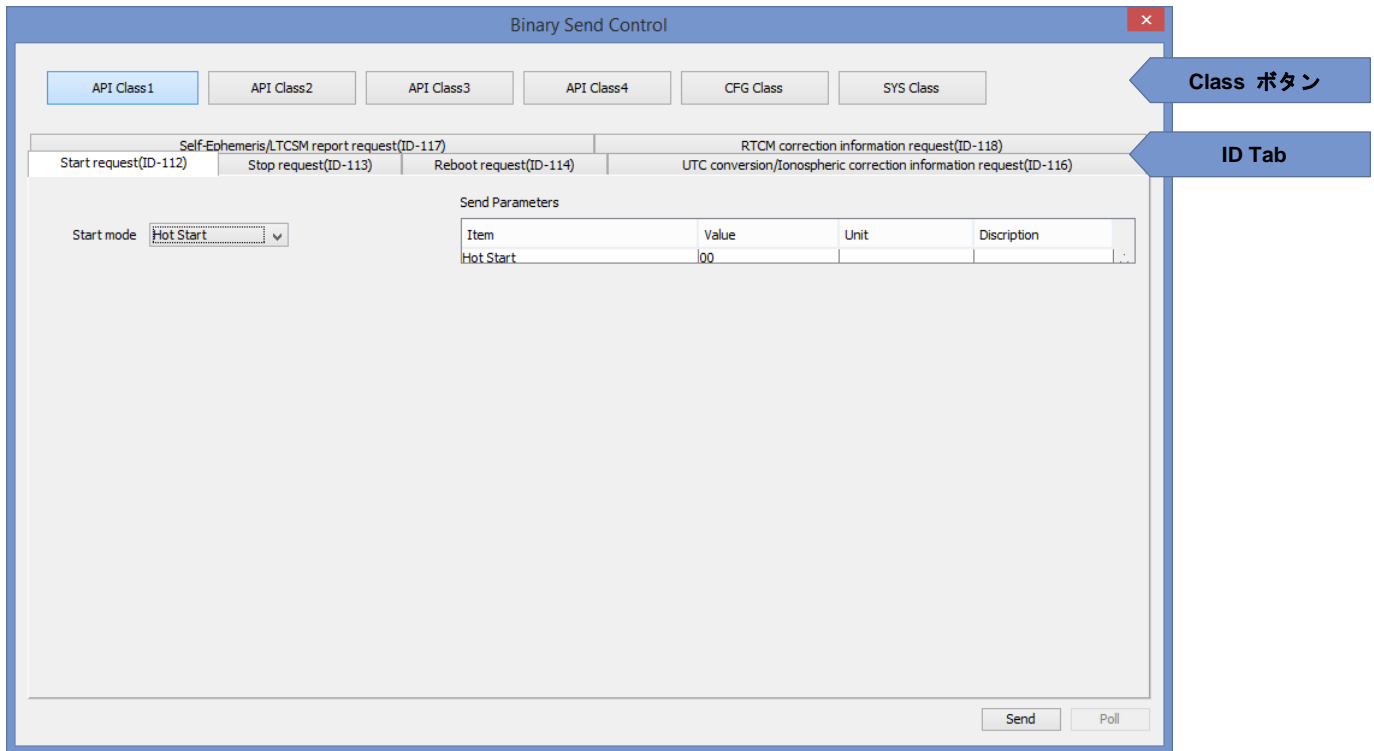 Binary Send Control
API Class1 API Class2 API Class3 API Class4 CFG Class SYS Class
Class ボタン
Self-Ephemeris/LTCSM report request(ID-117) RTCM correction information request(ID-118)
Start request(ID-112) Stop request(ID-113) Reboot request(ID-114) UTC conversion/Ionospheric correction information request(ID-116)
ID Tab
Send Parameters
Start mode Hot Start
Item Value Unit Discription
Hot Start 00
Send Poll